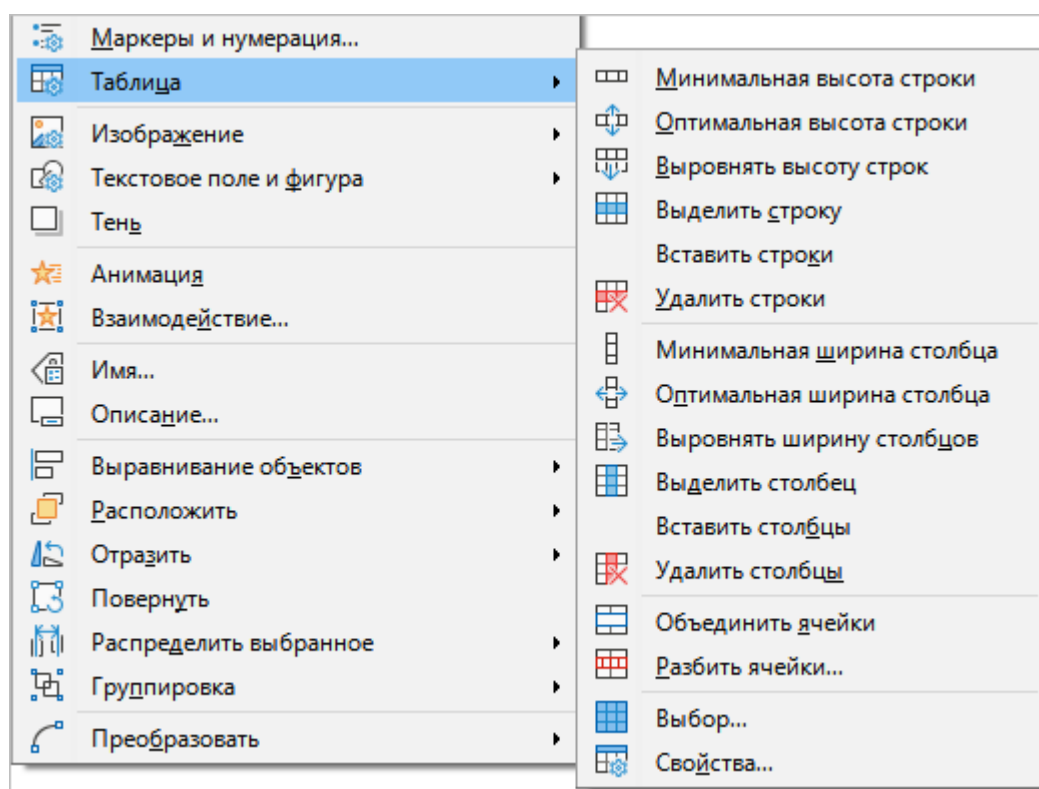 Маркеры и нумерация...
Таблица
Изображение
Текстовое поле и фигура
Тень
Анимация
Взаимодействие...
Имя...
Описание...
Выравнивание объектов
Расположить
Отразить
Повернуть
Распределить выбранное
Группировка
Преобразовать
Минимальная высота строки
Оптимальная высота строки
Выровнять высоту строк
Выделить строку
Вставить строки
Удалить строки
Минимальная ширина столбца
Оптимальная ширина столбца
Выровнять ширину столбцов
Выделить столбец
Вставить столбцы
Удалить столбцы
Объединить ячейки
Разбить ячейки...
Выбор...
Свойства...